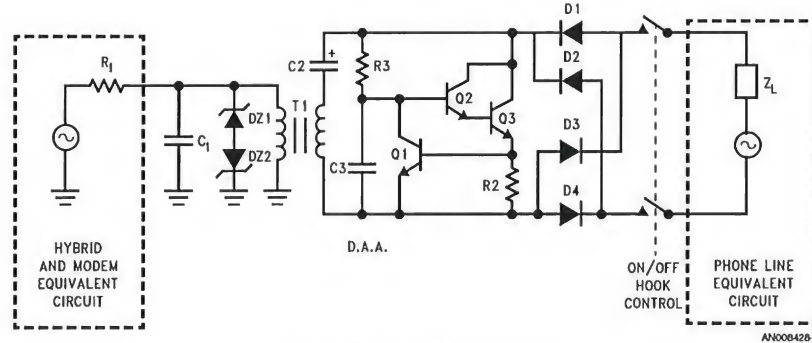 D1
R₁
C2
+
R3
D2
Q2
ZL
DZ1
T1
Q3
D3
C₁
DZ2
Q1
C3
R2
D4
D.A.A.
HYBRID
AND MODEM
EQUIVALENT
CIRCUIT
ON/OFF
HOOK
CONTROL
PHONE LINE
EQUIVALENT
CIRCUIT
AN008428